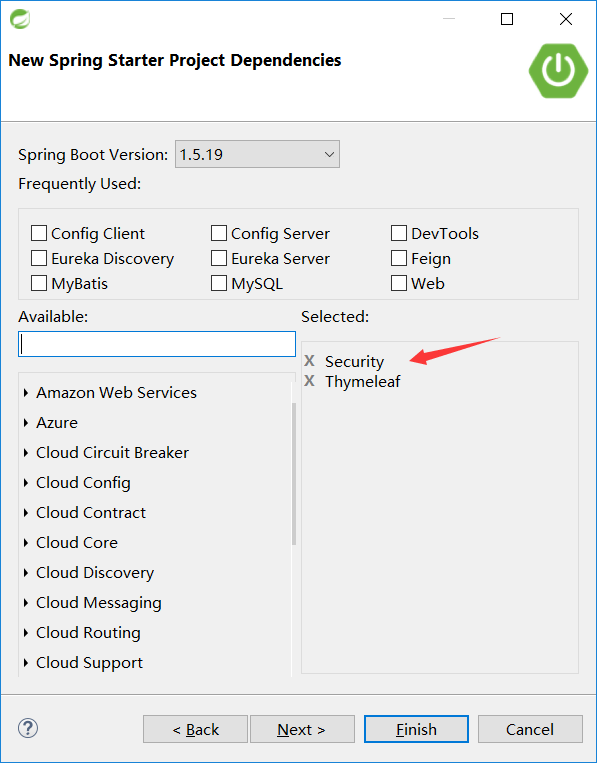 New Spring Starter Project Dependencies
Spring Boot Version: 1.5.19
Frequently Used:
Config Client Config Server DevTools
Eureka Discovery Eureka Server Feign
MyBatis MySQL Web
Available: Selected:
X Security
X Thymeleaf
Amazon Web Services
Azure
Cloud Circuit Breaker
Cloud Config
Cloud Contract
Cloud Core
Cloud Discovery
Cloud Messaging
Cloud Routing
Cloud Support
? < Back Next > Finish Cancel